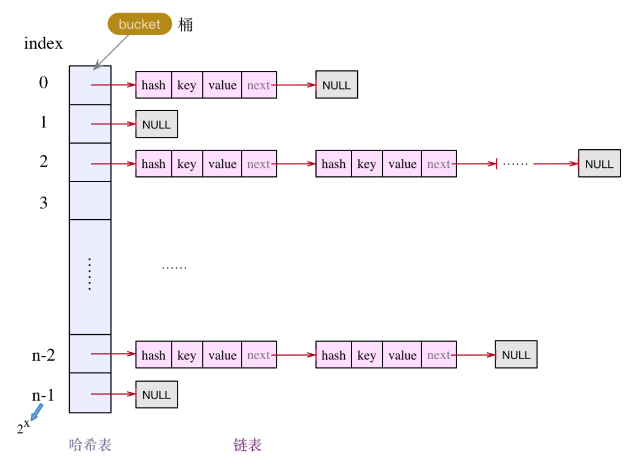 bucket 桶
index
0 hash key value next NULL
1 NULL
2 hash key value next hash key value next ...... NULL
3
...... ......
n-2 hash key value next hash key value next NULL
n-1 NULL
2^x
哈希表 链表